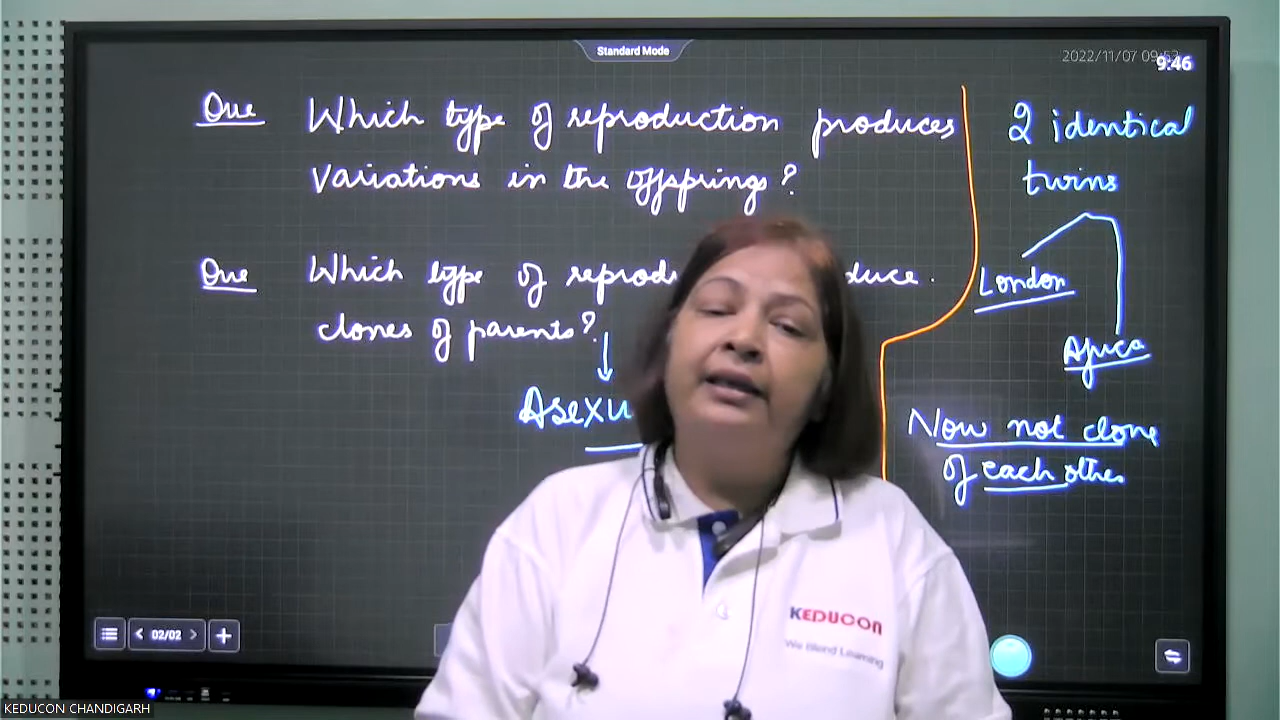 Standard Mode
2022/11/07 09:52
9:46
Que Which type of reproduction produces
variations in the offsprings?
Que Which type of reprod duce.
clones of parents?
Asexu
2 identical
twins
London
Africa
Now not clone
of each other
KEDUCON
We Blend Learning
02/02
KEDUCON CHANDIGARH